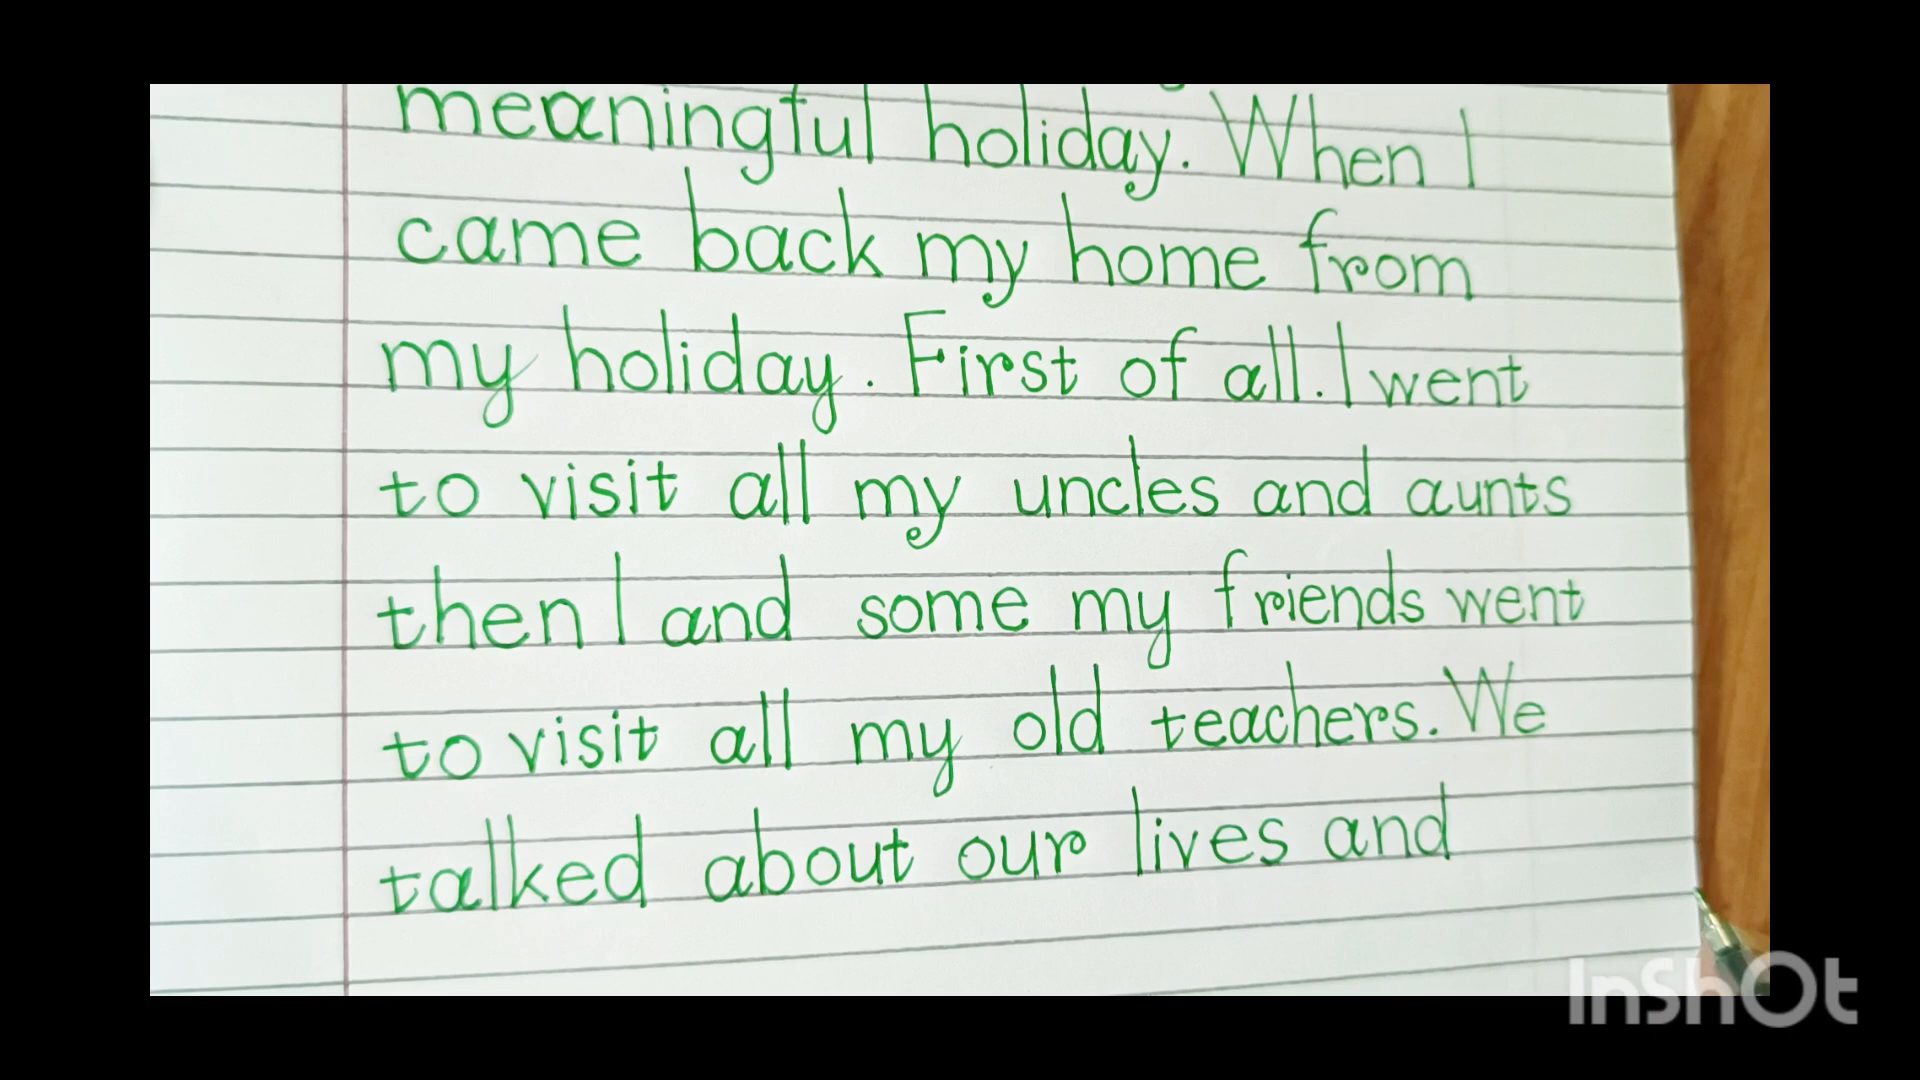 meaningful holiday. When I
came back my home from
my holiday. First of all. I went
to visit all my uncles and aunts
then I and some my friends went
to visit all my old teachers. We
talked about our lives and
InShOt